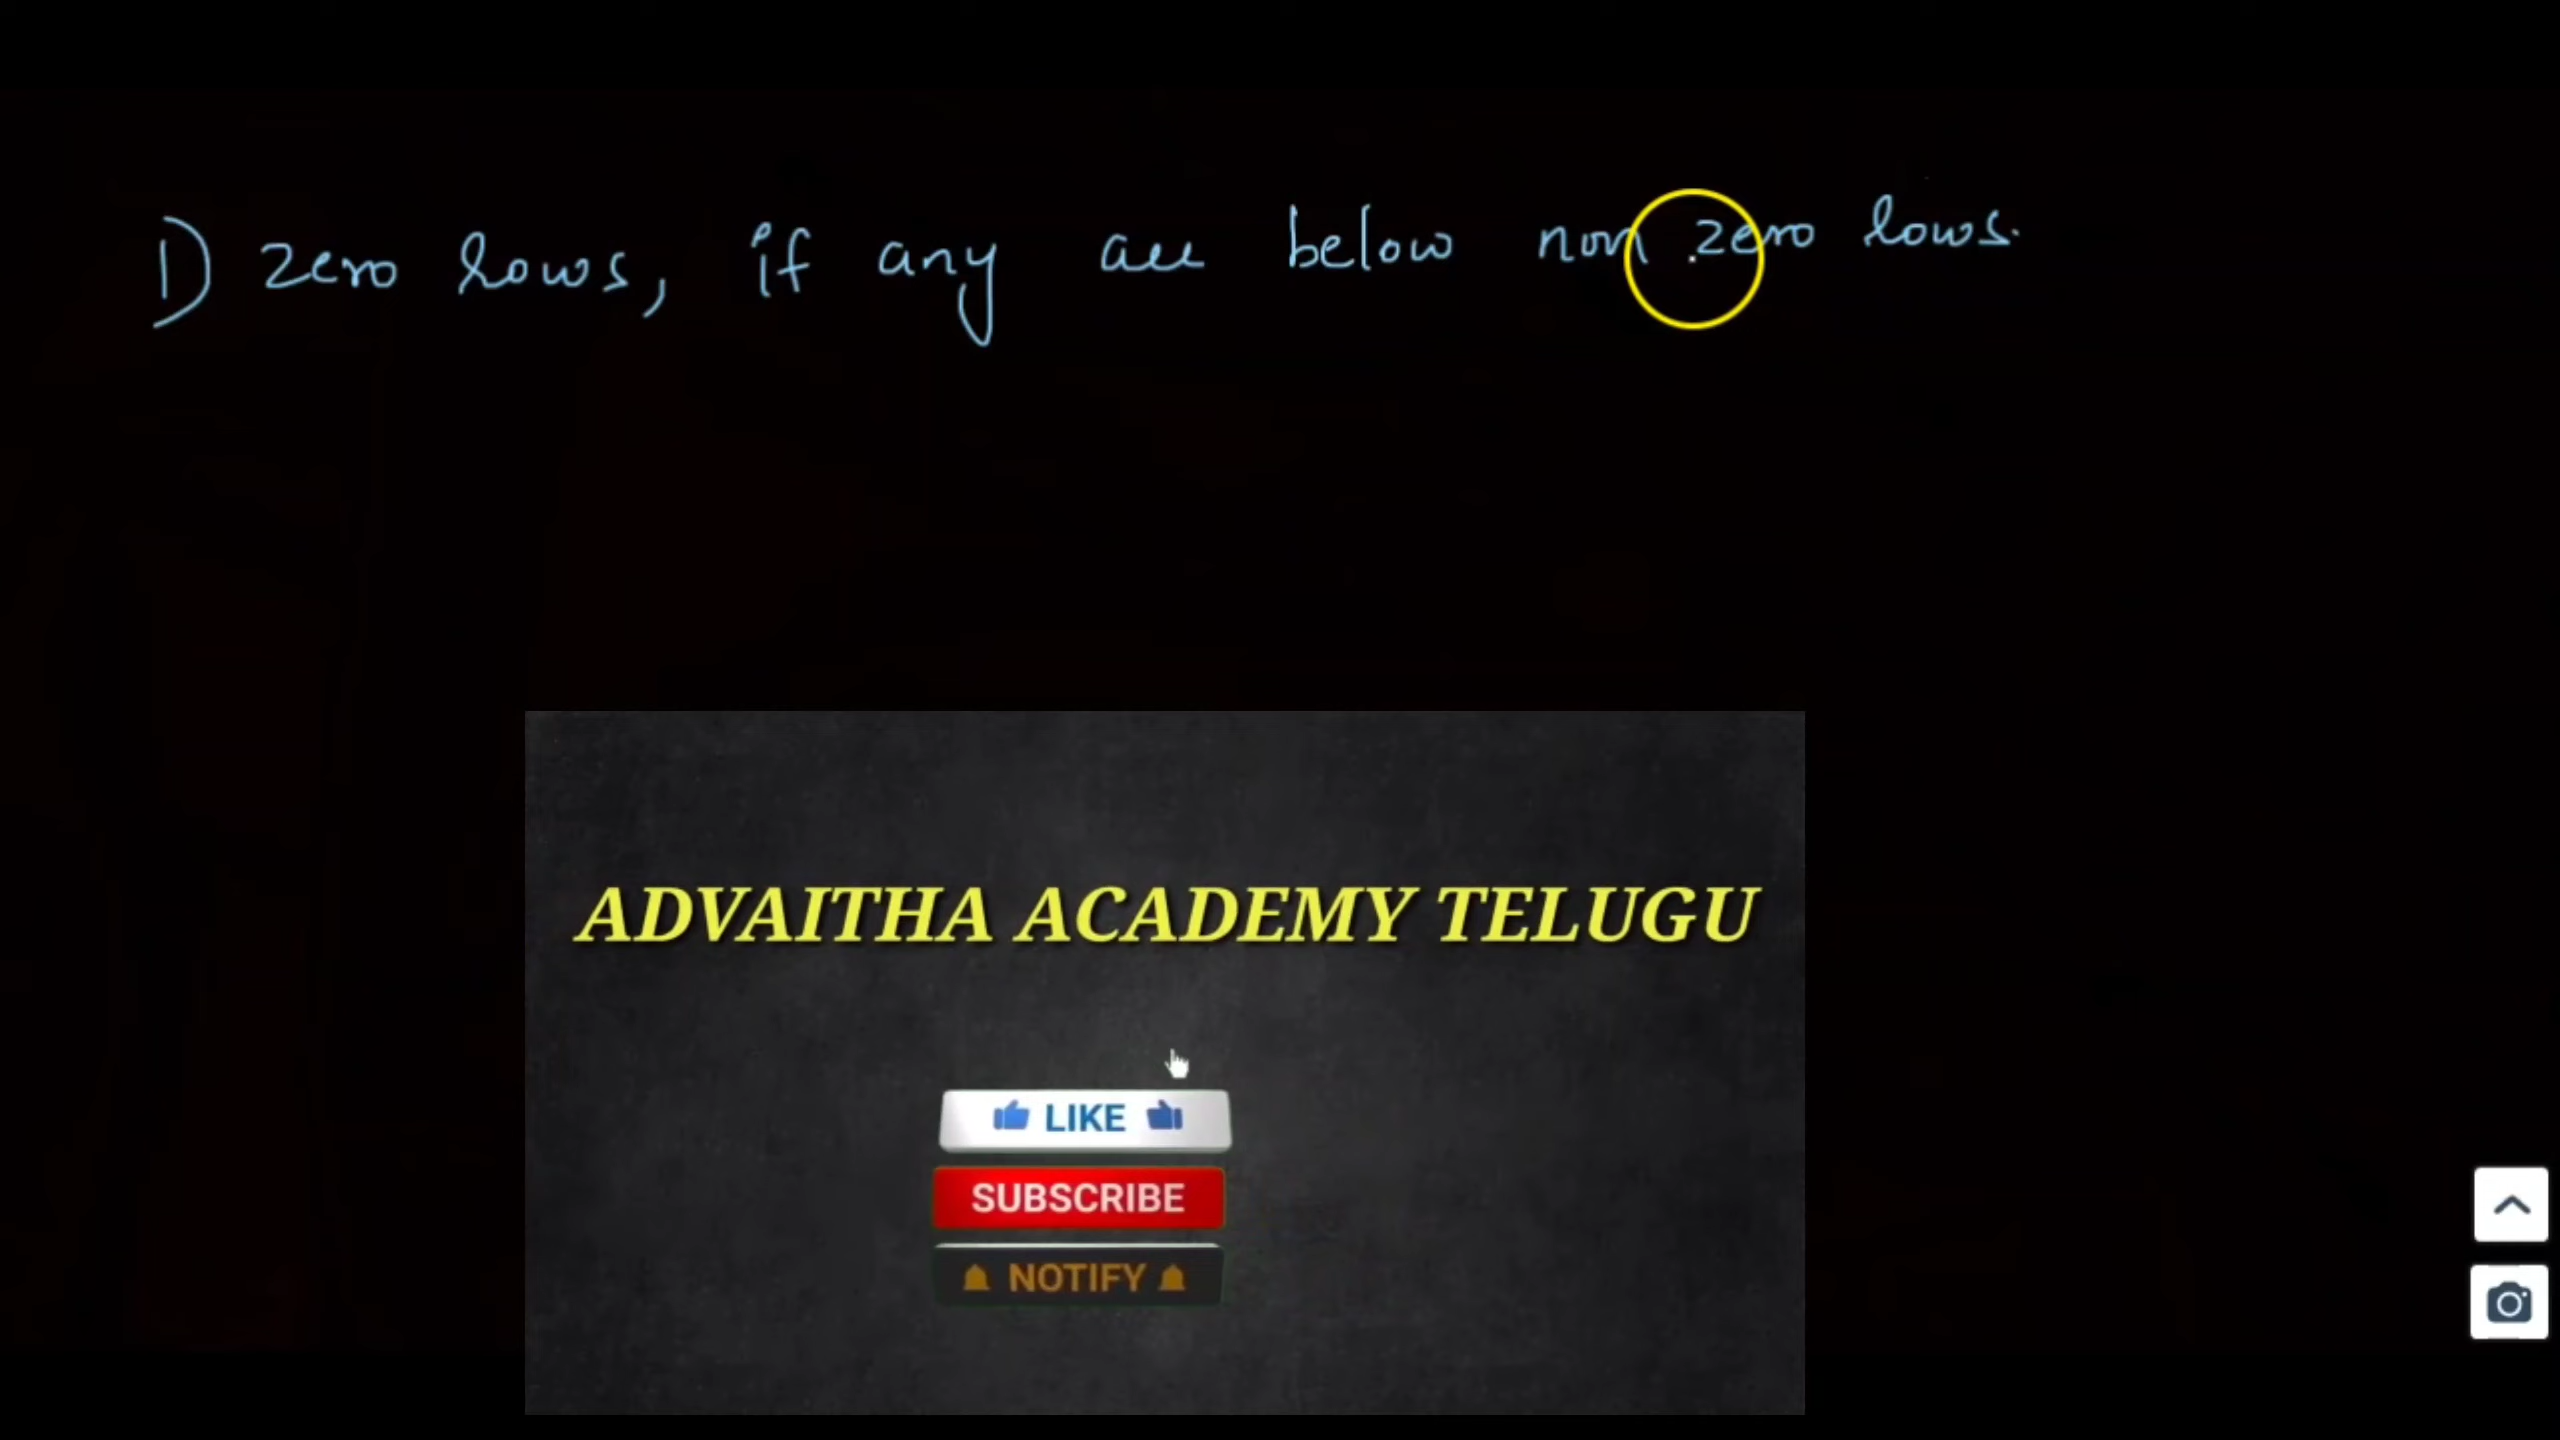 1) zero rows, if any are below non zero rows.
ADVAITHA ACADEMY TELUGU
LIKE
SUBSCRIBE
NOTIFY